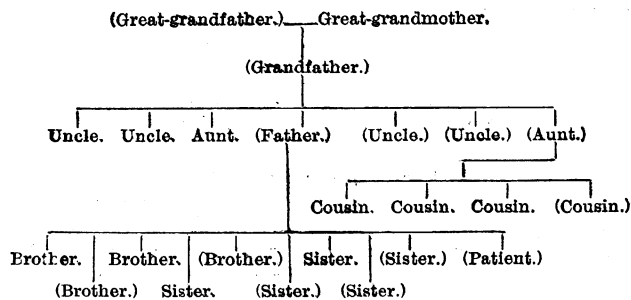 (Great-grandfather.) Great-grandmother.
(Grandfather.)
Uncle. Uncle. Aunt. (Father.) (Uncle.) (Uncle.) (Aunt.)
Cousin. Cousin. Cousin. (Cousin.)
Brother. Brother. (Brother.) Sister. (Sister.) (Patient.)
(Brother.) Sister. (Sister.) (Sister.)